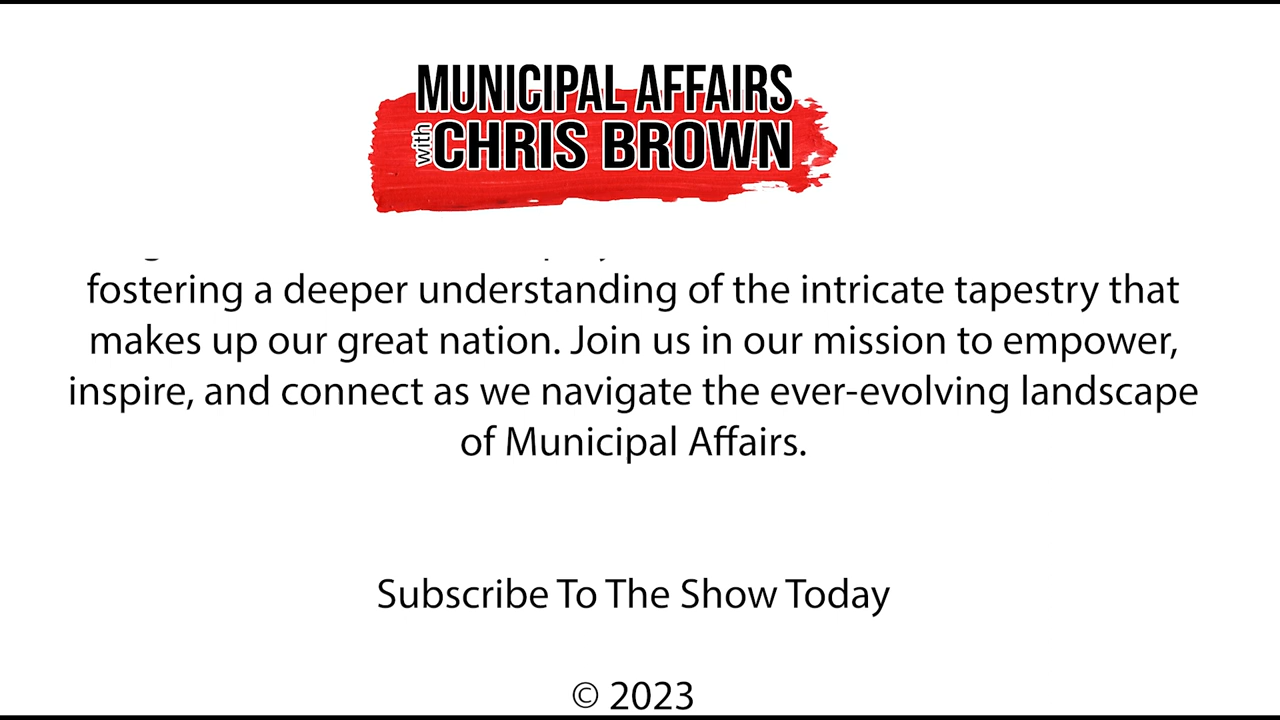 MUNICIPAL AFFAIRS
with CHRIS BROWN
fostering a deeper understanding of the intricate tapestry that
makes up our great nation. Join us in our mission to empower,
inspire, and connect as we navigate the ever-evolving landscape
of Municipal Affairs.
Subscribe To The Show Today
© 2023